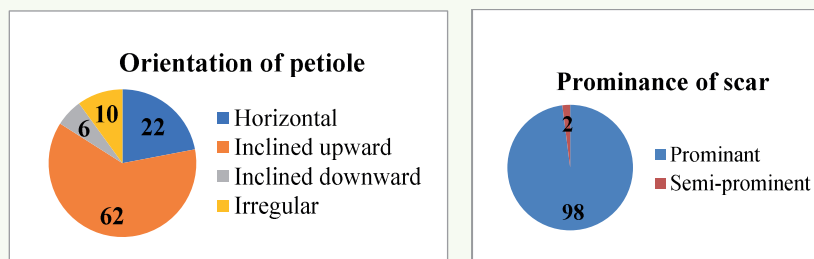 Orientation of petiole
10
22
6
62
Horizontal
Inclined upward
Inclined downward
Irregular
Prominance of scar
2
98
Prominant
Semi-prominent